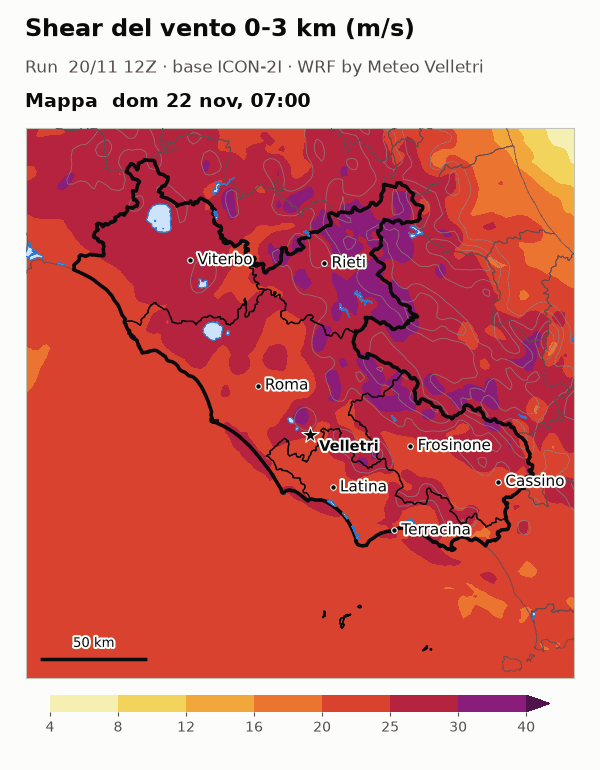 Shear del vento 0-3 km (m/s)
Run 20/11 12Z · base ICON-2I · WRF by Meteo Velletri
Mappa dom 22 nov, 07:00
Viterbo
Rieti
Roma
Velletri
Frosinone
Latina
Cassino
Terracina
50 km
4 8 12 16 20 25 30 40